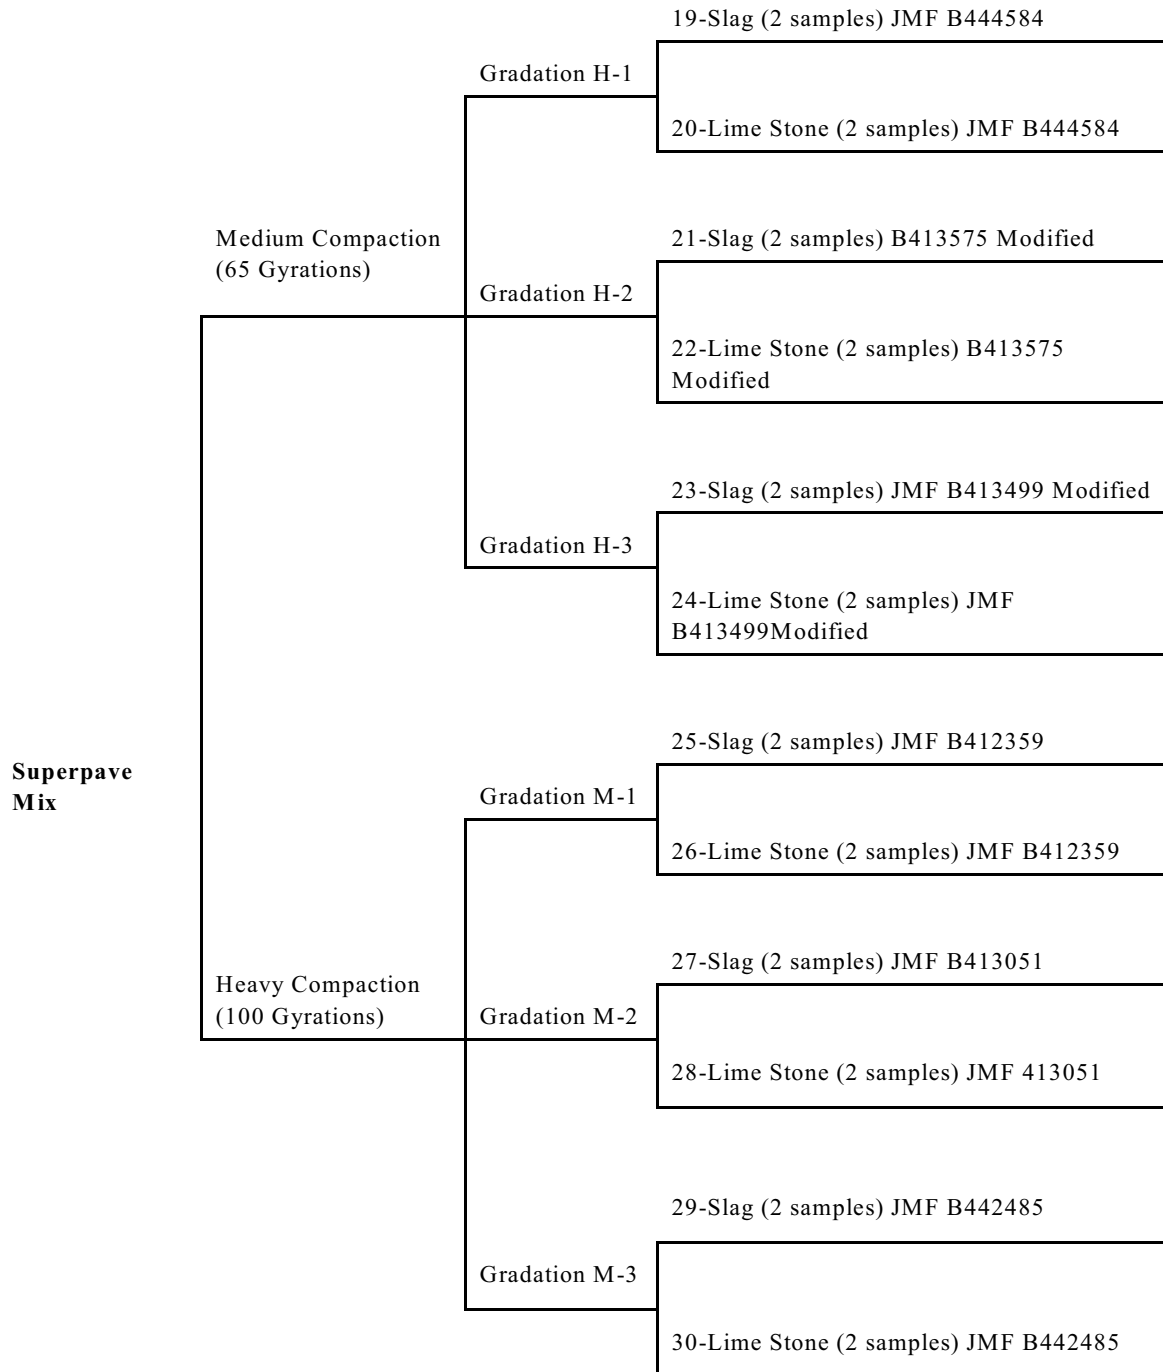 19-Slag (2 samples) JMF B444584
Gradation H-1
20-Lime Stone (2 samples) JMF B444584
Medium Compaction
(65 Gyrations)
21-Slag (2 samples) B413575 Modified
Gradation H-2
22-Lime Stone (2 samples) B413575
Modified
23-Slag (2 samples) JMF B413499 Modified
Gradation H-3
24-Lime Stone (2 samples) JMF
B413499Modified
Superpave
Mix
25-Slag (2 samples) JMF B412359
Gradation M-1
26-Lime Stone (2 samples) JMF B412359
Heavy Compaction
(100 Gyrations)
27-Slag (2 samples) JMF B413051
Gradation M-2
28-Lime Stone (2 samples) JMF 413051
29-Slag (2 samples) JMF B442485
Gradation M-3
30-Lime Stone (2 samples) JMF B442485